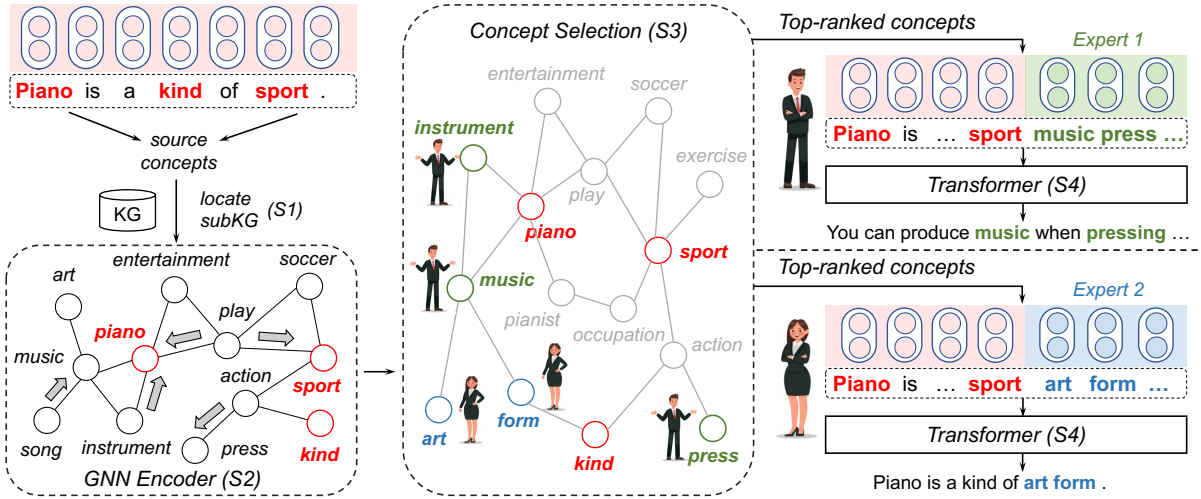 Piano is a kind of sport .
source
concepts
KG
locate
subKG
(S1)
entertainment
soccer
art
piano
play
music
sport
action
song
instrument
press
kind
GNN Encoder (S2)
Concept Selection (S3)
entertainment
soccer
instrument
exercise
play
piano
sport
music
pianist
occupation
action
form
art
kind
press
Top-ranked concepts
Expert 1
Piano is ... sport music press ...
Transformer (S4)
You can produce music when pressing ...
Top-ranked concepts
Expert 2
Piano is ... sport art form ...
Transformer (S4)
Piano is a kind of art form .